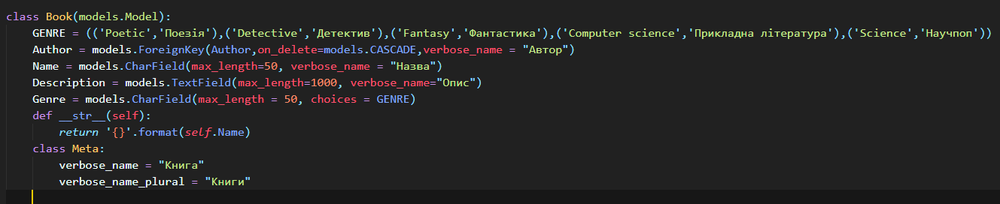 class Book(models.Model):
GENRE = (('Poetic','Поезія'),('Detective','Детектив'),('Fantasy','Фантастика'),('Computer science','Прикладна література'),('Science','Научпоп'))
Author = models.ForeignKey(Author,on_delete=models.CASCADE,verbose_name = "Автор")
Name = models.CharField(max_length=50, verbose_name = "Назва")
Description = models.TextField(max_length=1000, verbose_name="Опис")
Genre = models.CharField(max_length = 50, choices = GENRE)
def __str__(self):
return '{}'.format(self.Name)
class Meta:
verbose_name = "Книга"
verbose_name_plural = "Книги"